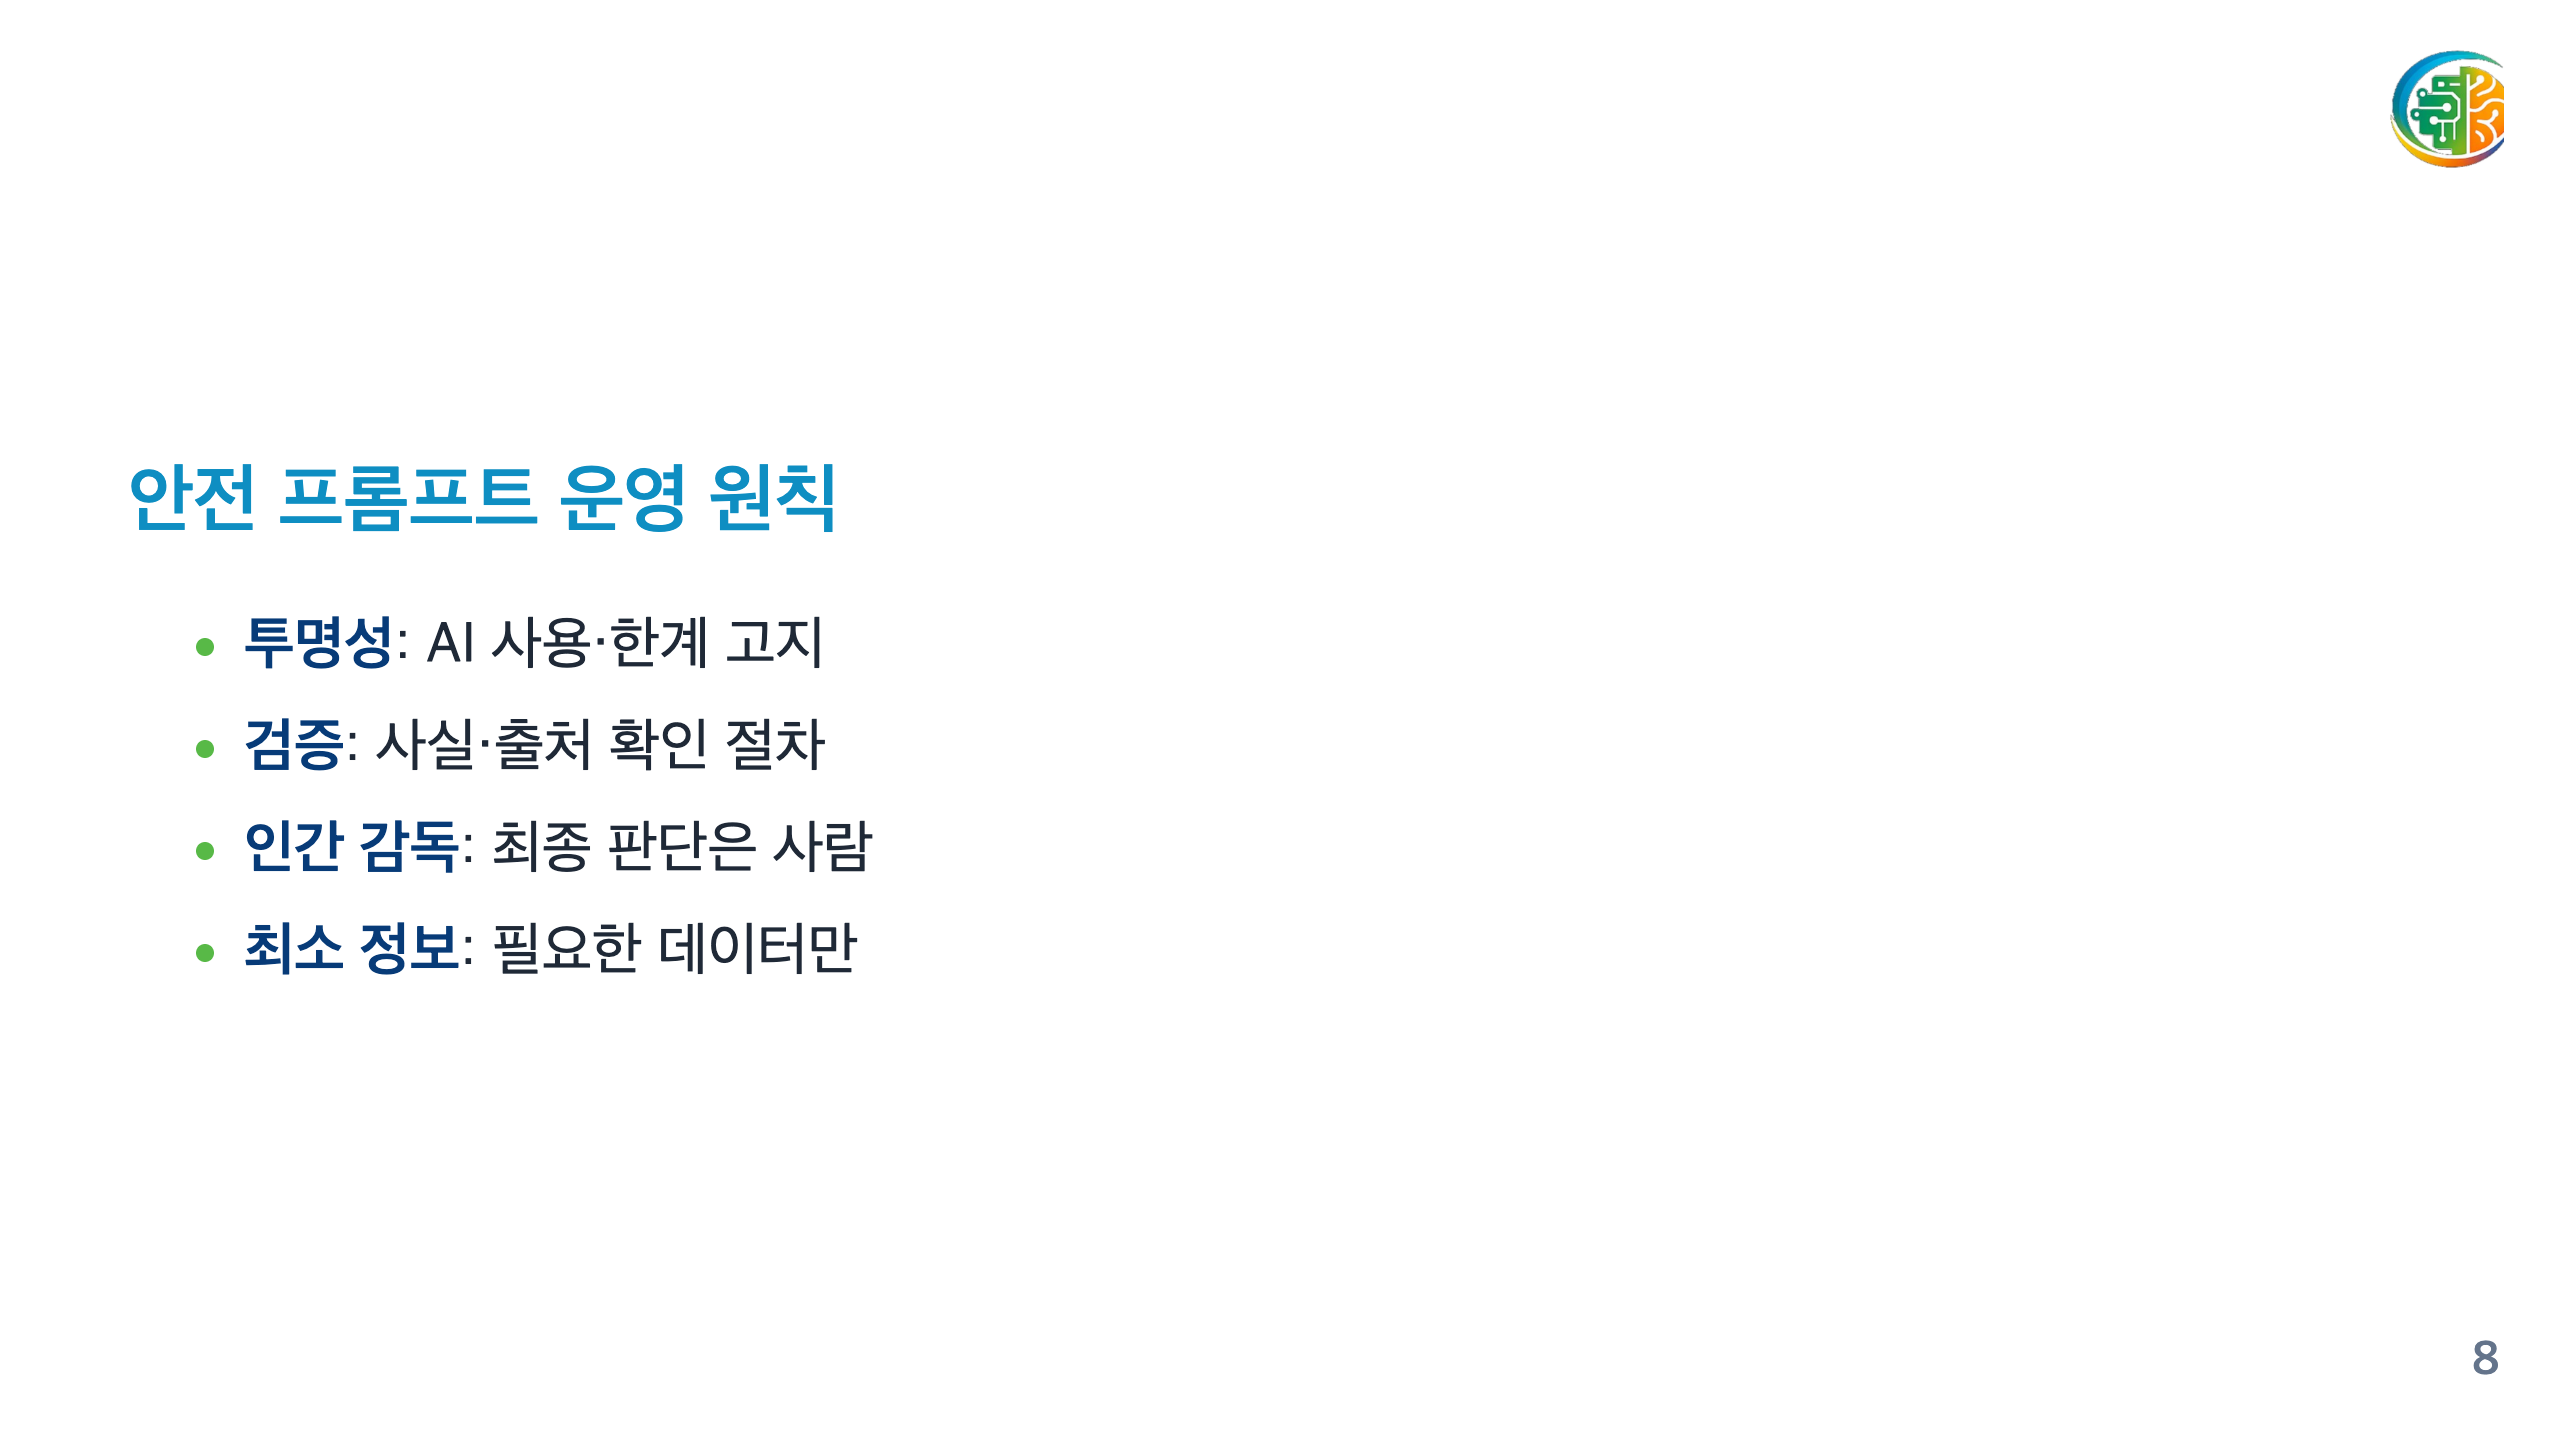 안전 프롬프트 운영 원칙
• 투명성: AI 사용·한계 고지
• 검증: 사실·출처 확인 절차
• 인간 감독: 최종 판단은 사람
• 최소 정보: 필요한 데이터만
8